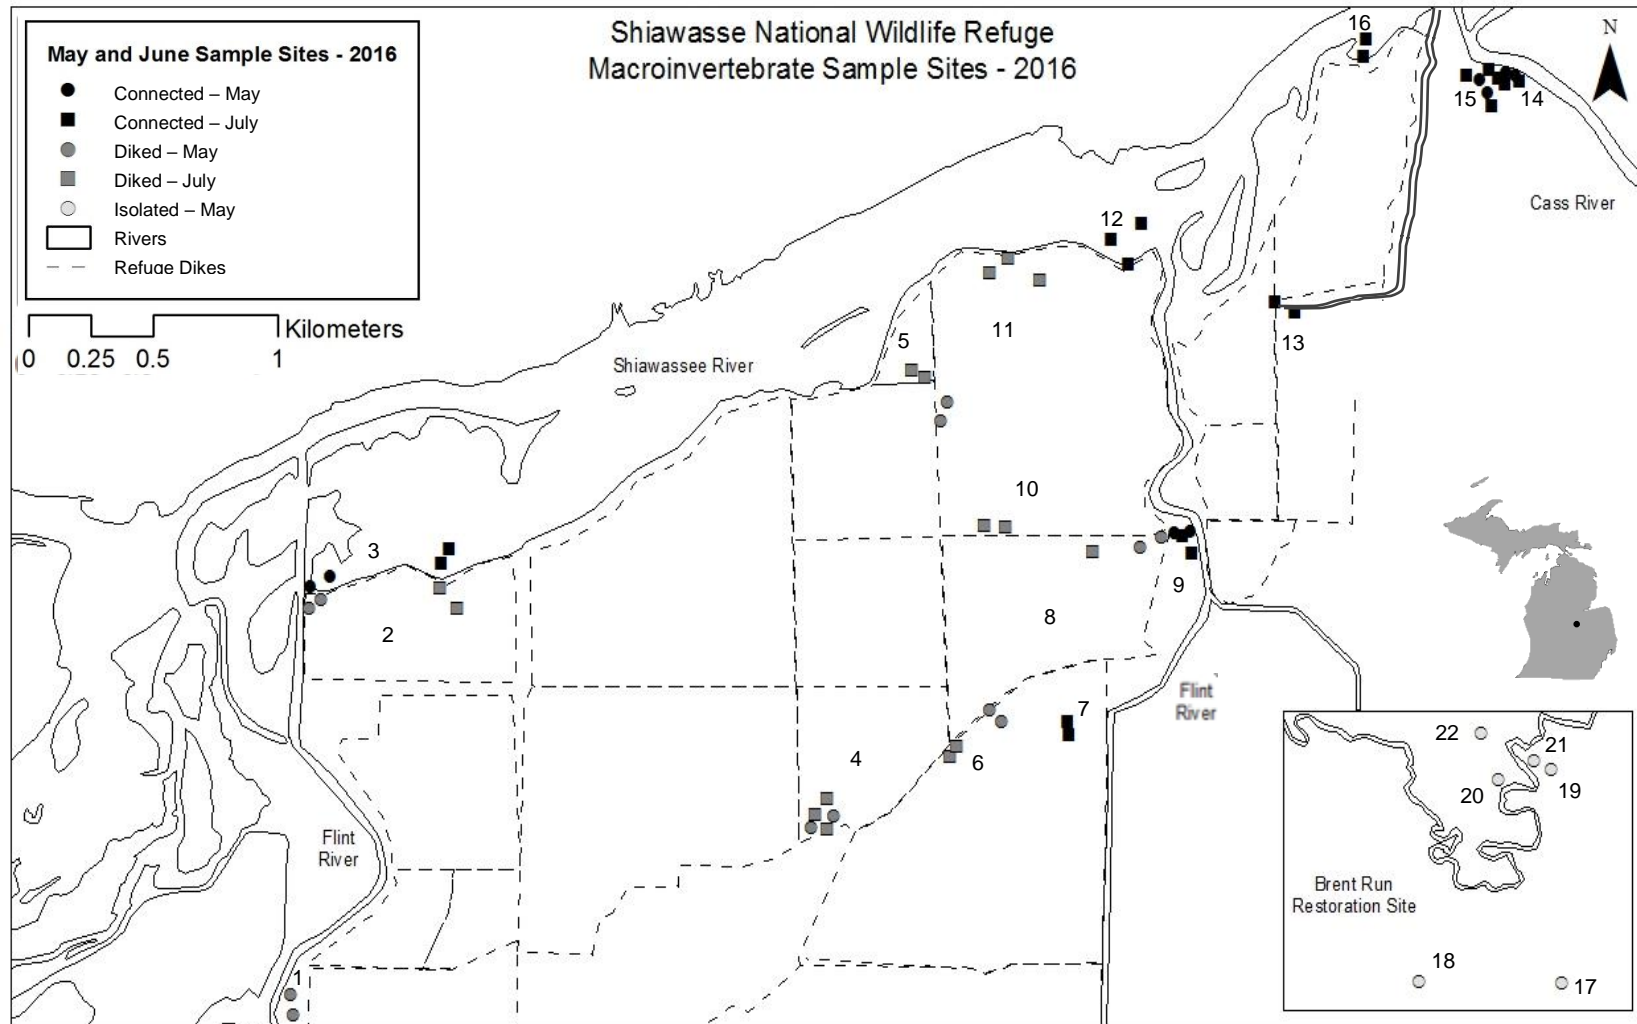 Shiawasse National Wildlife Refuge
Macroinvertebrate Sample Sites - 2016
May and June Sample Sites - 2016
Connected – May
Connected – July
Diked – May
Diked – July
Isolated – May
Rivers
Refuge Dikes
Kilometers
0 0.25 0.5 1
N
16
15
14
Cass River
12
13
11
5
Shiawassee River
10
3
9
2
8
7
Flint
River
6
4
Flint
River
1
22
21
20
19
Brent Run
Restoration Site
18
17